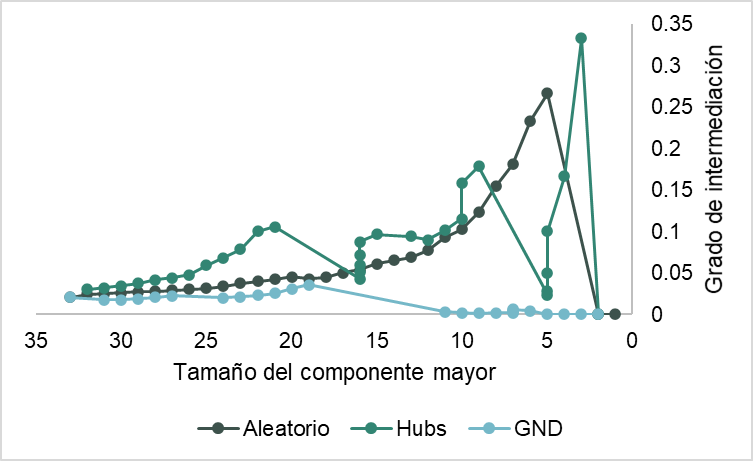 0.35
0.3
0.25
0.2
0.15
0.1
0.05
0
Grado de intermediación
35 30 25 20 15 10 5 0
Tamaño del componente mayor
Aleatorio Hubs GND